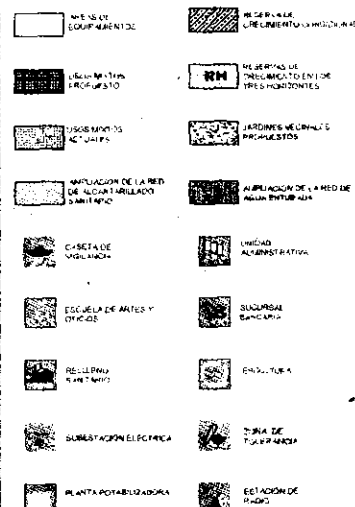 AREAS DE
EQUIPAMIENTOS
USOS MIXTOS
PROPUESTO
USOS MIXTOS
ACTUALES
AMPLIACION DE LA RED
DE ALCANTARILLADO
SANITARIO
CASETA DE
VIGILANCIA
ESCUELA DE ARTES Y
OFICIOS
RELLENO
SANITARIO
SUBESTACION ELECTRICA
PLANTA POTABILIZADORA
RESERVA DE
CRECIMIENTO CONDICIONAD
RH
RESERVAS DE
CRECIMIENTO EN LOS
TRES HORIZONTES
JARDINES VECINALES
PROPUESTOS
AMPLIACION DE LA RED DE
AGUA ENTUBADA
UNIDAD
ADMINISTRATIVA
SUCURSAL
BANCARIA
ZONA DE
TOLERANCIA
ESTACION DE
RADIO